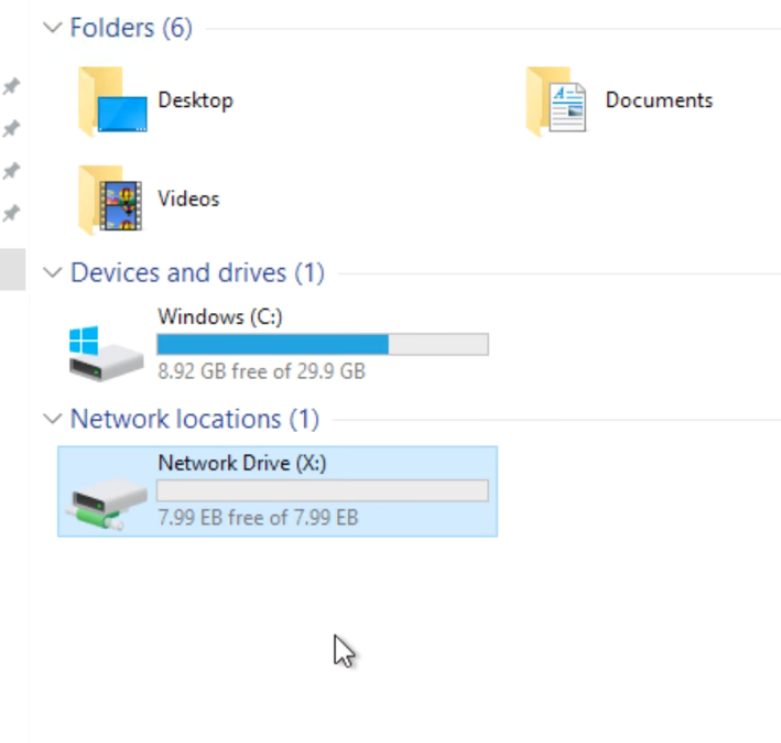 Folders (6)
Desktop
Documents
Videos
Devices and drives (1)
Windows (C:)
8.92 GB free of 29.9 GB
Network locations (1)
Network Drive (X:)
7.99 EB free of 7.99 EB